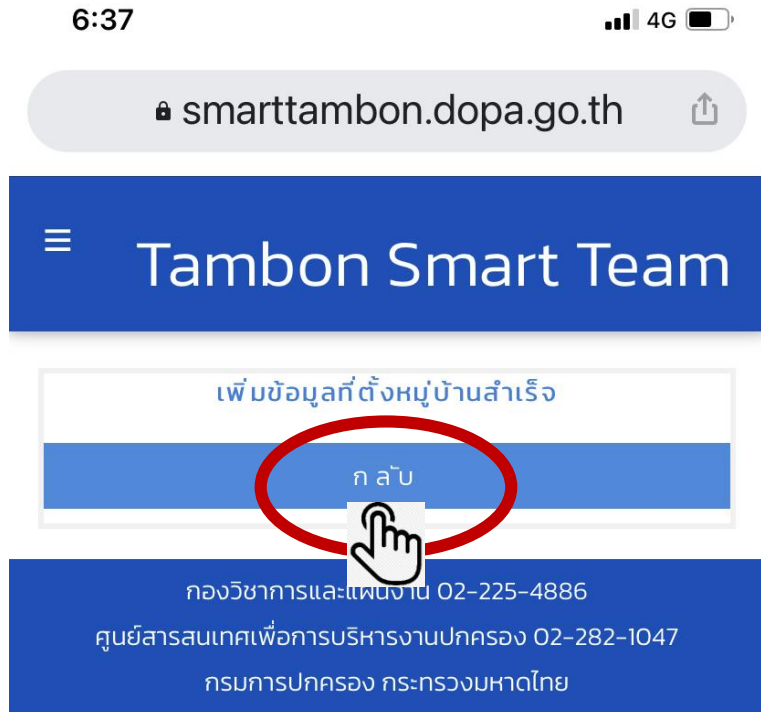 6:37 4G
smarttambon.dopa.go.th
Tambon Smart Team
เพิ่มข้อมูลที่ตั้งหมู่บ้านสำเร็จ
กลับ
กองวิชาการและแผนงาน 02-225-4886
ศูนย์สารสนเทศเพื่อการบริหารงานปกครอง 02-282-1047
กรมการปกครอง กระทรวงมหาดไทย